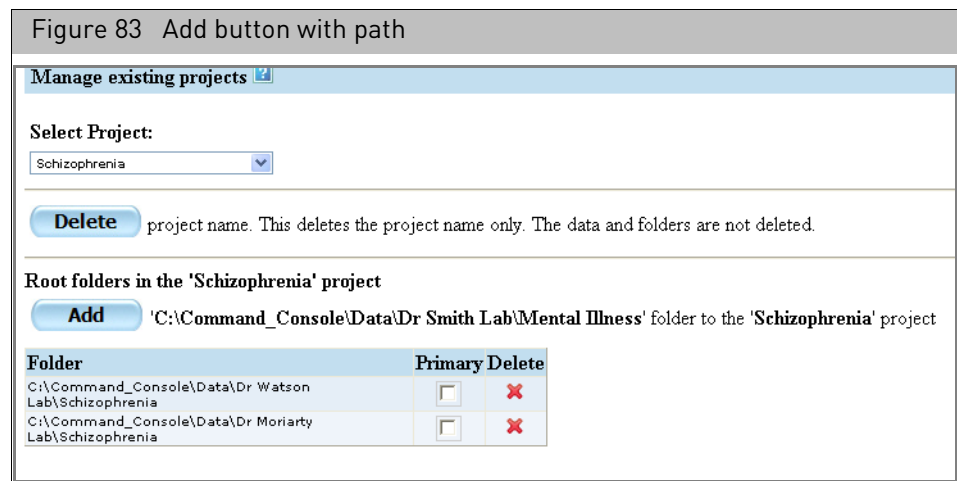 Figure 83 Add button with path
Manage existing projects ?
Select Project:
Schizophrenia
Delete project name. This deletes the project name only. The data and folders are not deleted.
Root folders in the 'Schizophrenia' project
Add 'C:\Command_Console\Data\Dr Smith Lab\Mental Illness' folder to the 'Schizophrenia' project
Folder Primary Delete
C:\Command_Console\Data\Dr Watson
Lab\Schizophrenia
C:\Command_Console\Data\Dr Moriarty
Lab\Schizophrenia